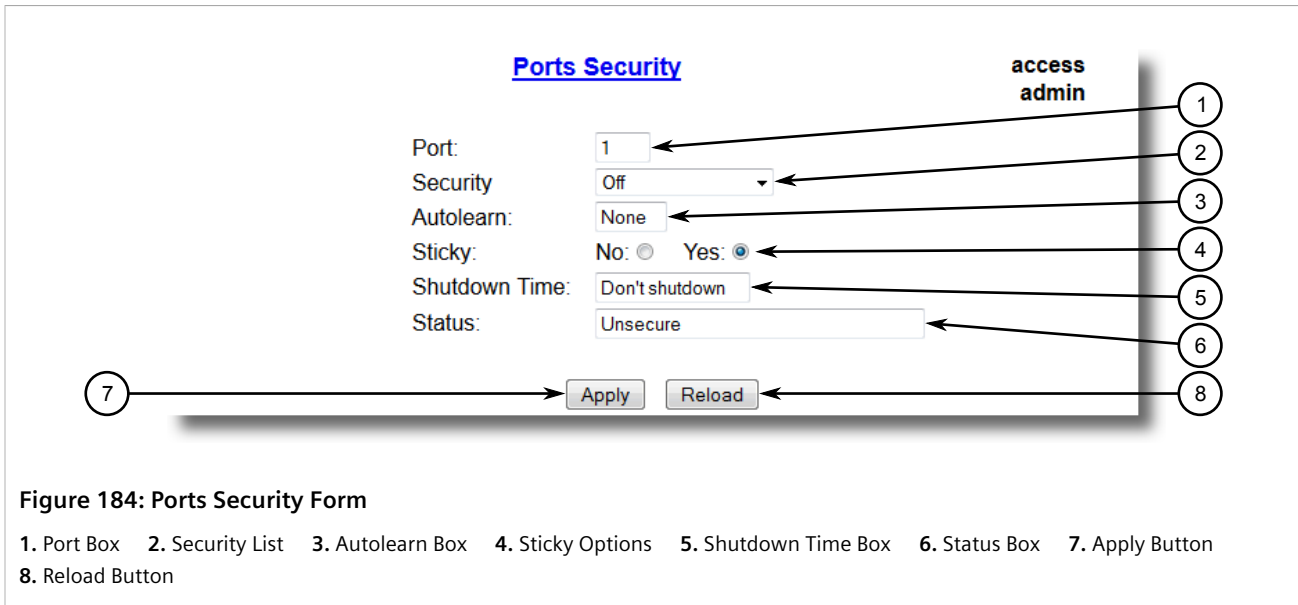 Ports Security
access
admin
1
Port: 1
2
Security Off
3
Autolearn: None
4
Sticky: No: Yes:
5
Shutdown Time: Don't shutdown
6
Status: Unsecure
7
Apply Reload
8
Figure 184: Ports Security Form
1. Port Box 2. Security List 3. Autolearn Box 4. Sticky Options 5. Shutdown Time Box 6. Status Box 7. Apply Button
8. Reload Button